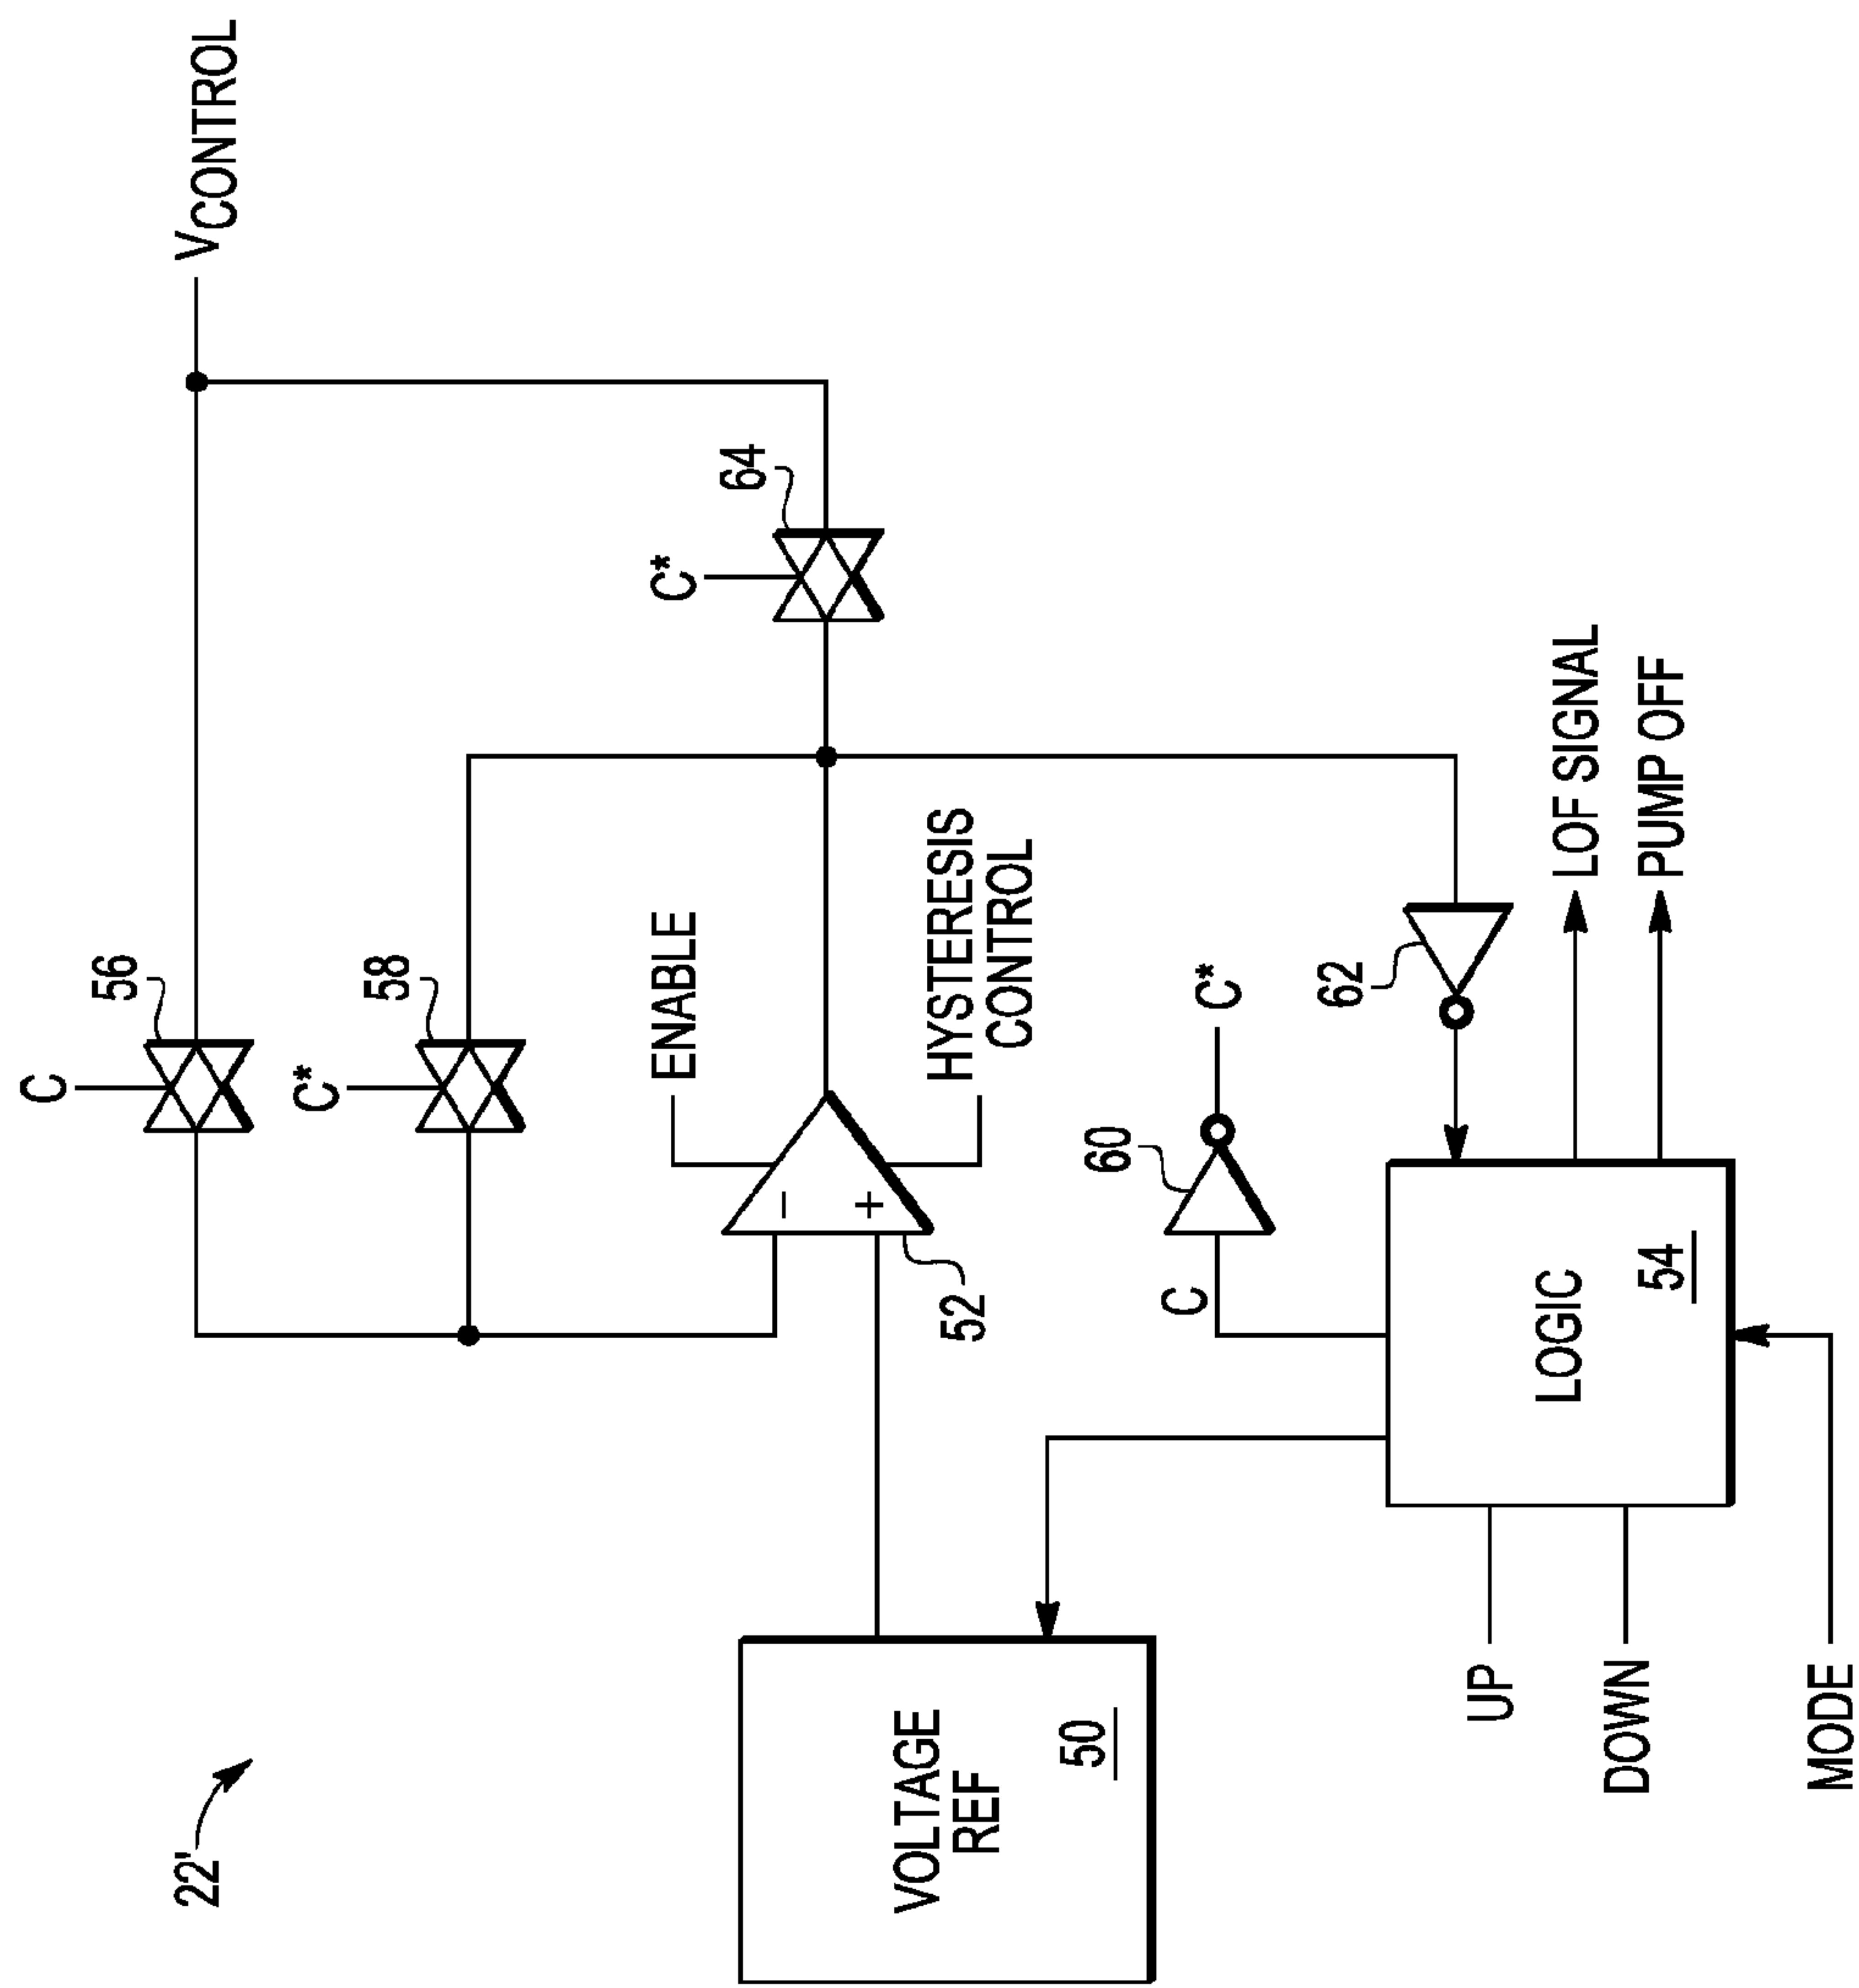 22'
C
56
VCONTROL
C*
58
C*
64
ENABLE
HYSTERESIS
CONTROL
52
VOLTAGE
REF
50
C
60
C*
62
UP
DOWN
MODE
LOGIC
54
LOF SIGNAL
PUMP OFF